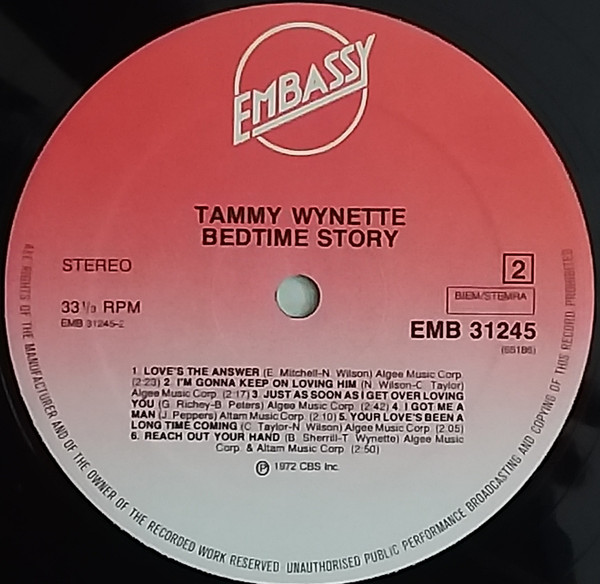 EMBASSY
TAMMY WYNETTE
BEDTIME STORY
STEREO
2
BIEM/STEMRA
33⅓ RPM
EMB 31245-2
EMB 31245
(65186)
1. LOVE'S THE ANSWER (E. Mitchell-N. Wilson) Algee Music Corp.
(2:23) 2. I'M GONNA KEEP ON LOVING HIM (N. Wilson-C. Taylor)
Algee Music Corp. (2:17) 3. JUST AS SOON AS I GET OVER LOVING
YOU (G. Richey-B. Peters) Algee Music Corp. (2:42) 4. I GOT ME A
MAN (J. Peppers) Altam Music Corp. (2:10) 5. YOUR LOVE'S BEEN A
LONG TIME COMING (C. Taylor-N. Wilson) Algee Music Corp. (2:05)
6. REACH OUT YOUR HAND (B. Sherrill-T. Wynette) Algee Music
Corp. & Altam Music Corp. (2:50)
℗ 1972 CBS Inc.
ALL RIGHTS OF THE MANUFACTURER AND OF THE OWNER OF THE RECORDED WORK RESERVED UNAUTHORISED PUBLIC PERFORMANCE BROADCASTING AND COPYING OF THIS RECORD PROHIBITED